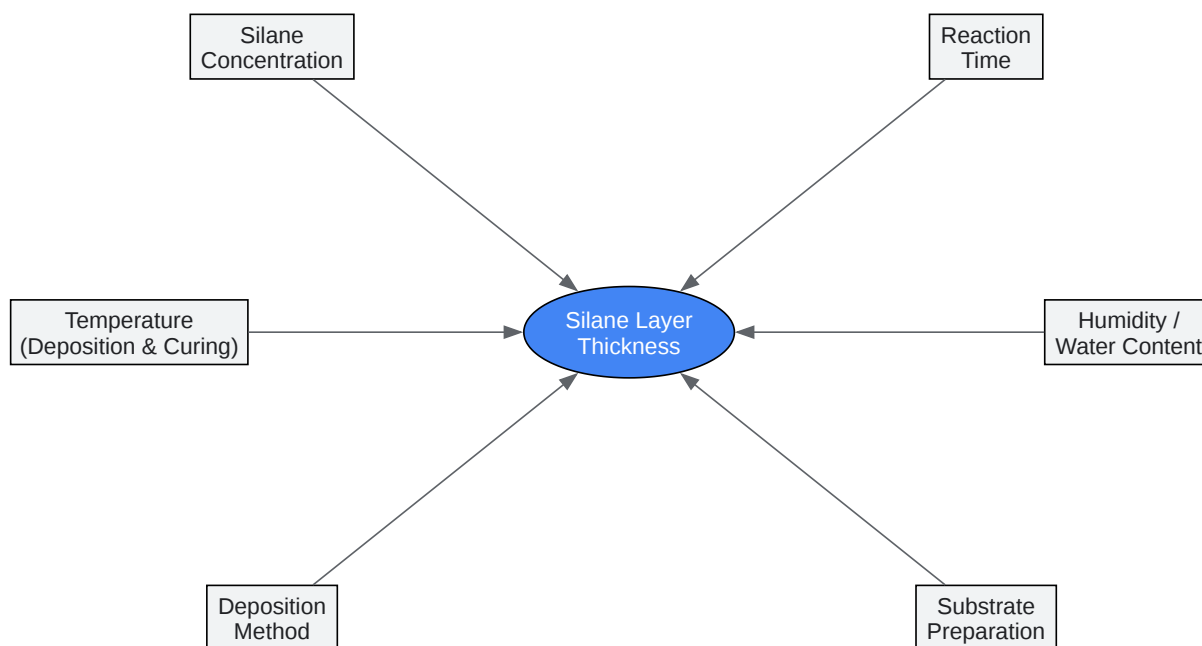 Silane
Concentration
Reaction
Time
Temperature
(Deposition & Curing)
Silane Layer
Thickness
Humidity /
Water Content
Deposition
Method
Substrate
Preparation